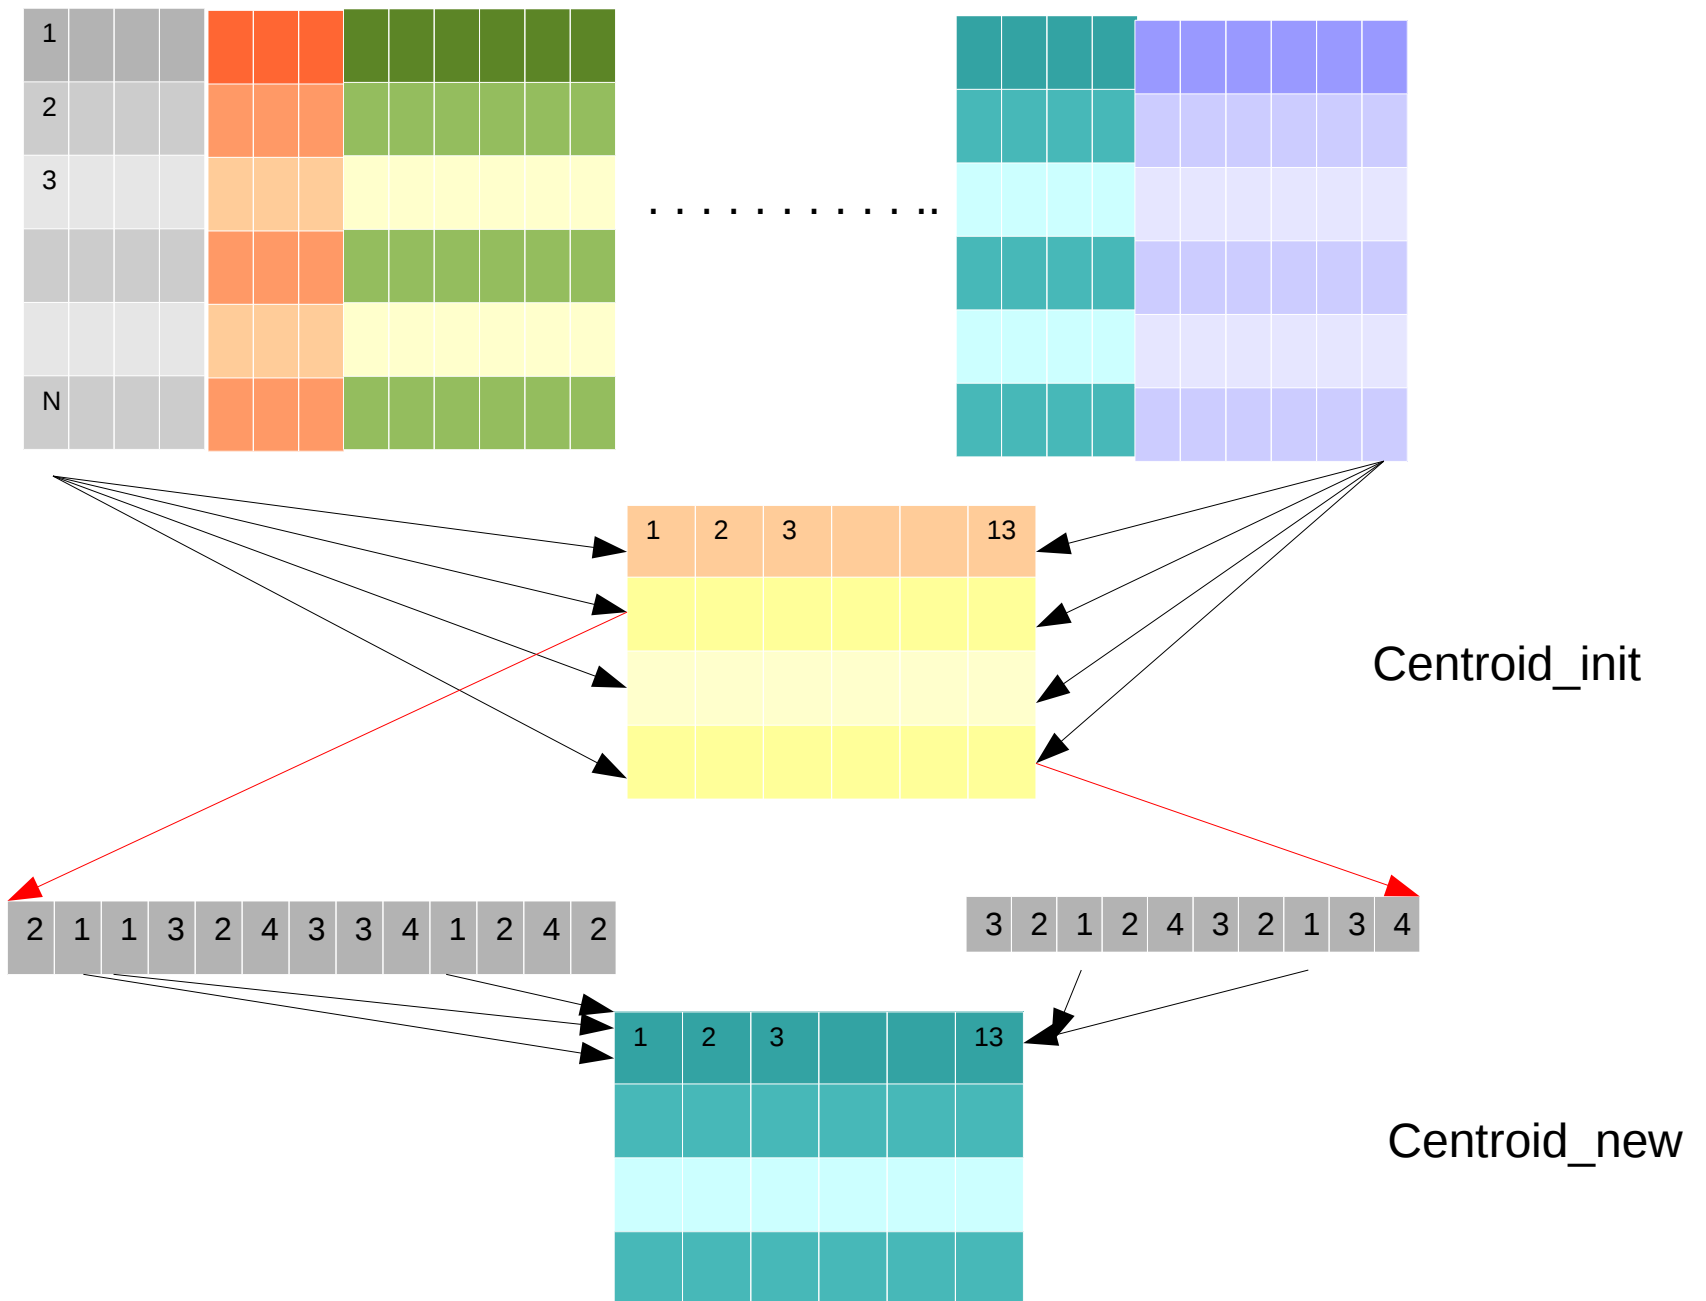 1
2
3
N
. . . . . . . . . . ..
1 2 3 13
Centroid_init
2 1 1 3 2 4 3 3 4 1 2 4 2
3 2 1 2 4 3 2 1 3 4
1 2 3 13
Centroid_new